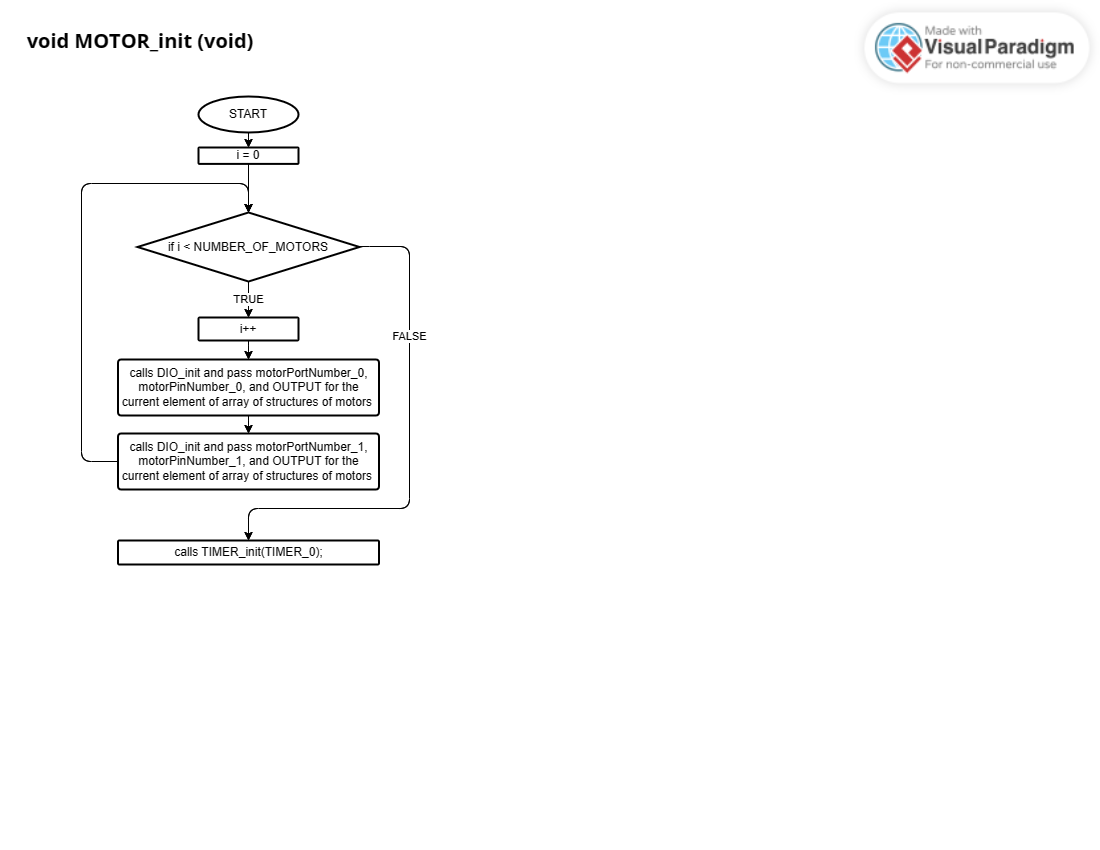 void MOTOR_init (void)
Made with
Visual Paradigm
For non-commercial use
START
i = 0
if i < NUMBER_OF_MOTORS
TRUE
i++
FALSE
calls DIO_init and pass motorPortNumber_0,
motorPinNumber_0, and OUTPUT for the
current element of array of structures of motors
calls DIO_init and pass motorPortNumber_1,
motorPinNumber_1, and OUTPUT for the
current element of array of structures of motors
calls TIMER_init(TIMER_0);